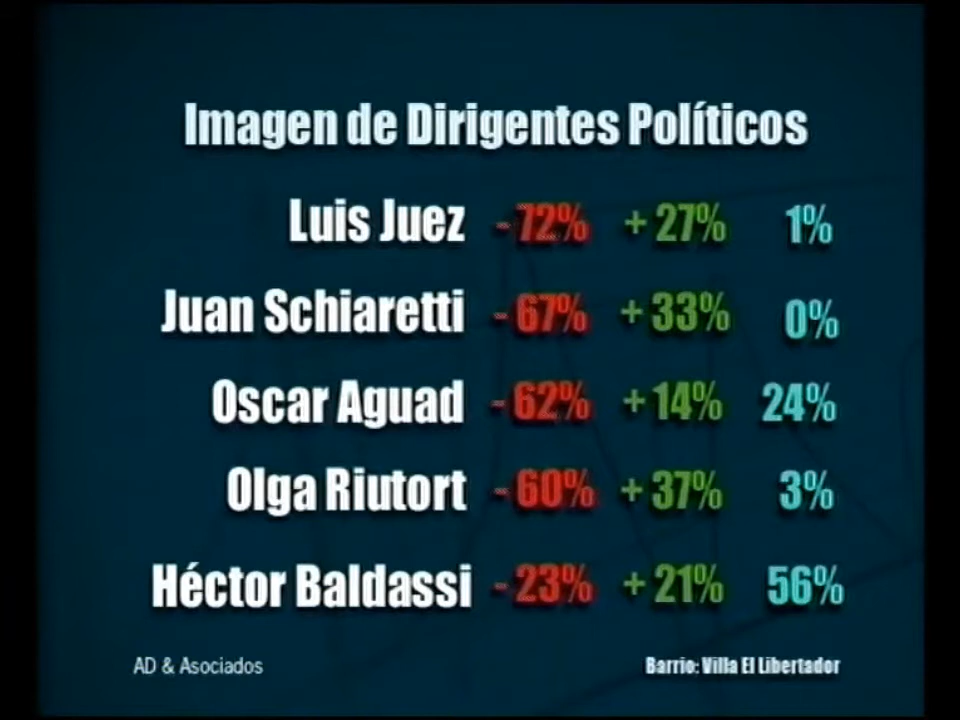 Imagen de Dirigentes Políticos
Luis Juez - 72% + 27% 1%
Juan Schiaretti - 67% + 33% 0%
Oscar Aguad - 62% + 14% 24%
Olga Riutort - 60% + 37% 3%
Héctor Baldassi - 23% + 21% 56%
AD & Asociados Barrio: Villa El Libertador